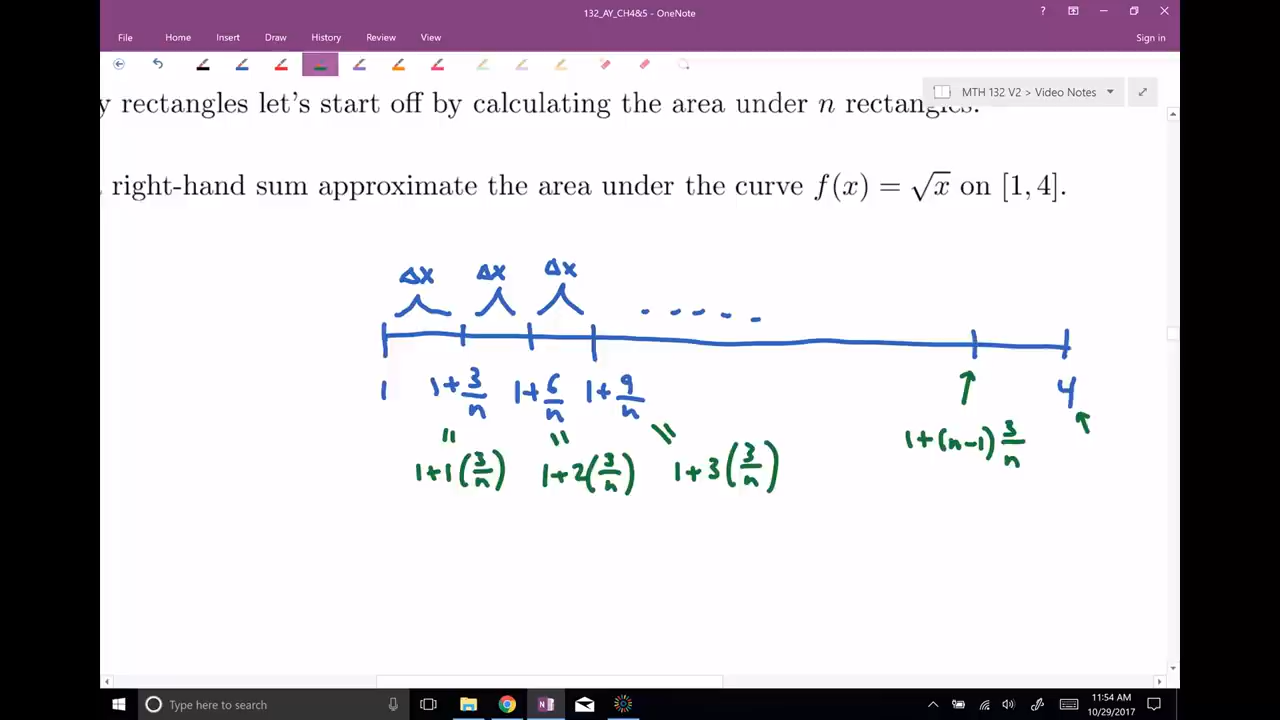 132_AY_CH4&5 - OneNote
?
File Home Insert Draw History Review View Sign in
y rectangles let's start off by calculating the area under n rectangles.
MTH 132 V2 > Video Notes
right-hand sum approximate the area under the curve f(x) = √x on [1, 4].
Δx Δx Δx
1 1+3/n 1+6/n 1+9/n 4
= = =
1+1(3/n) 1+2(3/n) 1+3(3/n) 1+(n-1)3/n
Type here to search
11:54 AM
10/29/2017